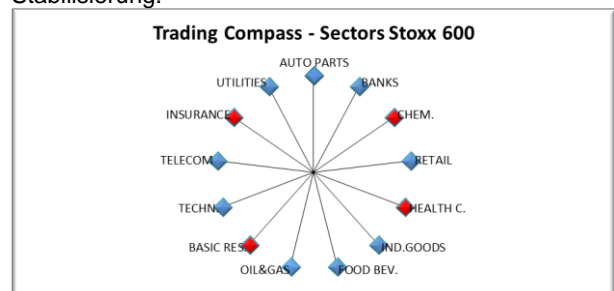 Stabilisierung.
Trading Compass - Sectors Stoxx 600
AUTO PARTS
UTILITIES
BANKS
INSURANCE
CHEM.
TELECOM
RETAIL
TECHN.
HEALTH C.
BASIC RES.
IND.GOODS
OIL&GAS
FOOD BEV.